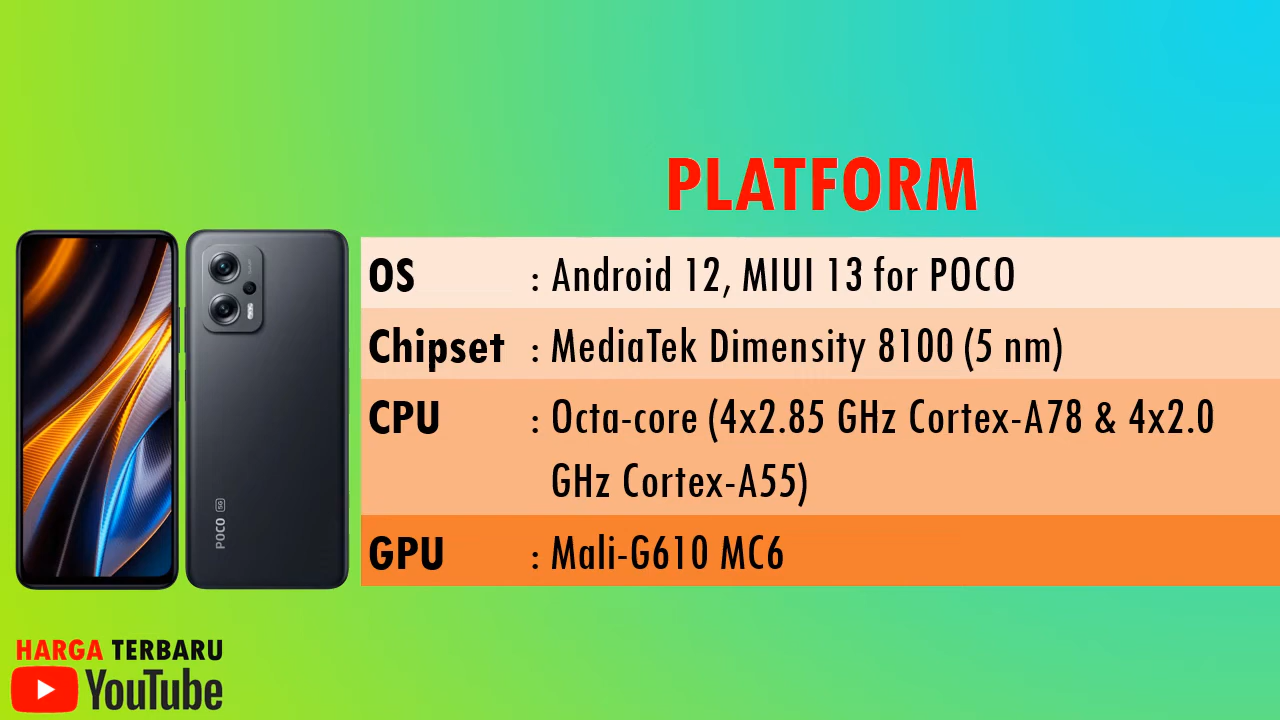 PLATFORM
OS : Android 12, MIUI 13 for POCO
Chipset : MediaTek Dimensity 8100 (5 nm)
CPU : Octa-core (4x2.85 GHz Cortex-A78 & 4x2.0
GHz Cortex-A55)
GPU : Mali-G610 MC6
POCO 5G
HARGA TERBARU
YouTube